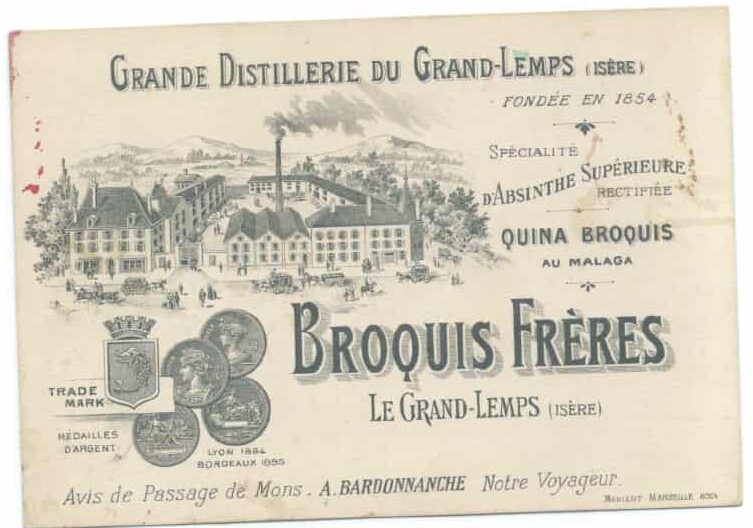 GRANDE DISTILLERIE DU GRAND-LEMPS (ISÈRE)
FONDÉE EN 1854
SPÉCIALITÉ
D'ABSINTHE SUPÉRIEURE
RECTIFIÉE
QUINA BROQUIS
AU MALAGA
BROQUIS FRÈRES
LE GRAND-LEMPS (ISÈRE)
TRADE
MARK
MÉDAILLES
D'ARGENT
LYON 1894
BORDEAUX 1895
Avis de Passage de Mons. A. BARDONNANCHE Notre Voyageur.